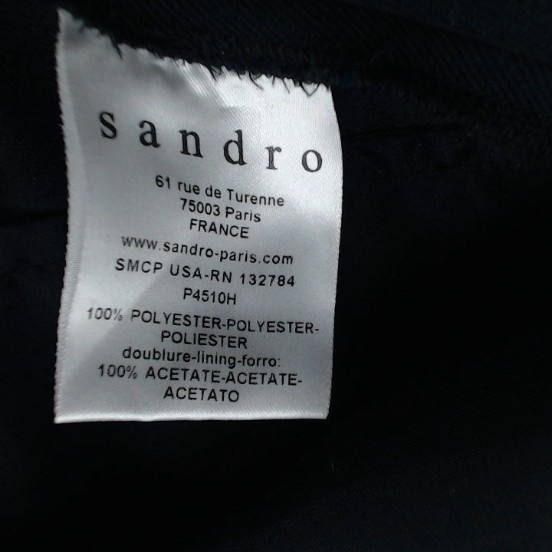 sandro
61 rue de Turenne
75003 Paris
FRANCE
www.sandro-paris.com
SMCP USA-RN 132784
P4510H
100% POLYESTER-POLYESTER-
POLIESTER
doublure-lining-forro:
100% ACETATE-ACETATE-
ACETATO